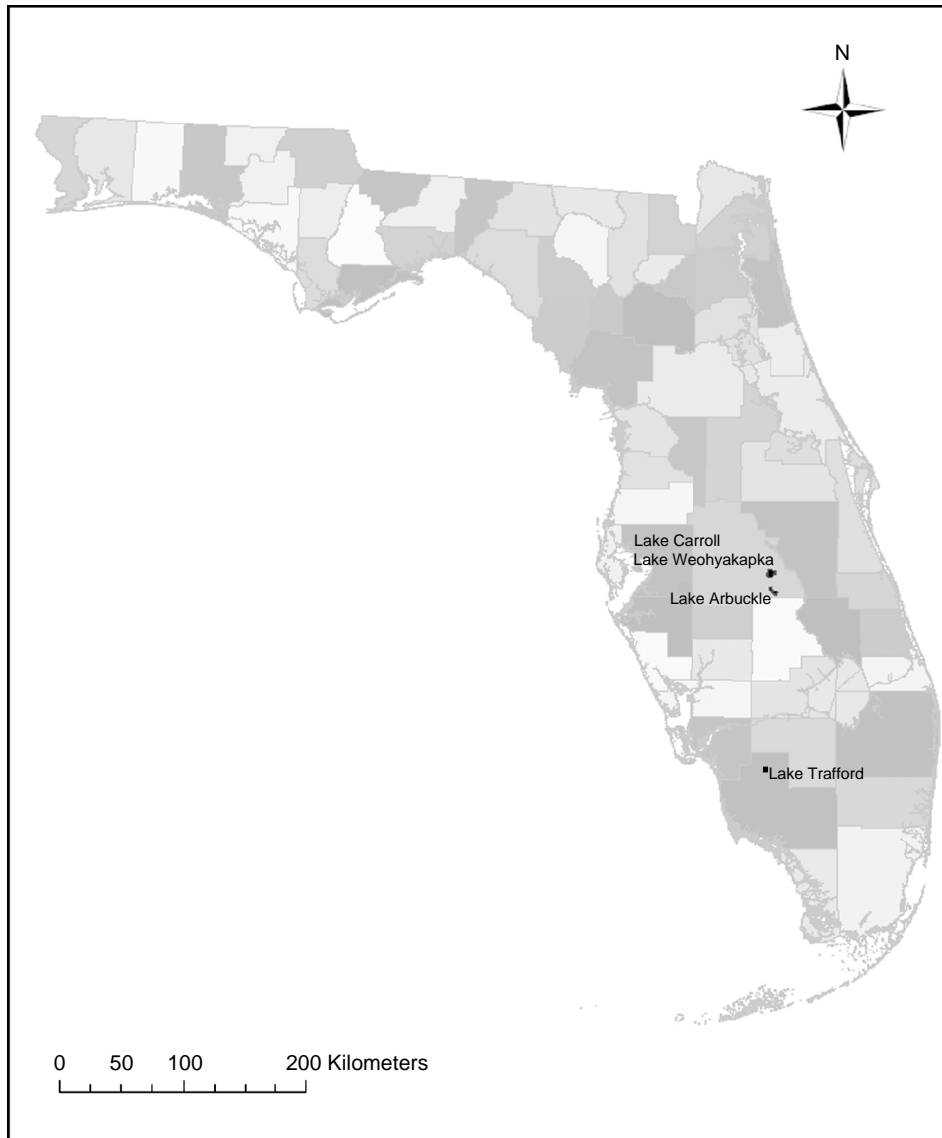 N
Lake Carroll
Lake Weohyakapka
Lake Arbuckle
Lake Trafford
0 50 100 200 Kilometers